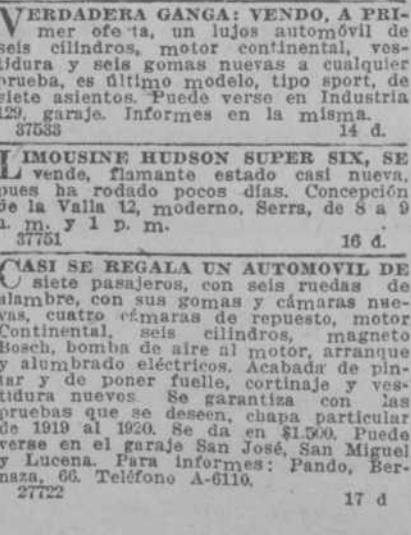 VERDADERA GANGA: VENDO, A PRI-
mer ofe ta, un lujos automóvil de
seis cilindros, motor continental, ves-
tidura y seis gomas nuevas a cualquier
prueba, es último modelo, tipo sport, de
siete asientos. Puede verse en Industria
129, garaje. Informes en la misma.
37533 14 d.
LIMOUSINE HUDSON SUPER SIX, SE
vende, flamante estado casi nueva,
pues ha rodado pocos días. Concepción
de la Valla 12, moderno. Serra, de 8 a 9
a. m. y 1 p. m.
37751 16 d.
CASI SE REGALA UN AUTOMOVIL DE
siete pasajeros, con seis ruedas de
alambre, con sus gomas y cámaras nue-
vas, cuatro cámaras de repuesto, motor
Continental, seis cilindros, magneto
Bosch, bomba de aire al motor, arranque
y alumbrado eléctricos. Acabada de pin-
tar y de poner fuelle, cortinaje y ves-
tidura nuevos Se garantiza con las
pruebas que se deseen, chapa particular
de 1919 al 1920. Se da en $1.500. Puede
verse en el garaje San José, San Miguel
y Lucena. Para informes: Pando, Ber-
naza, 66. Teléfono A-6110.
27722 17 d